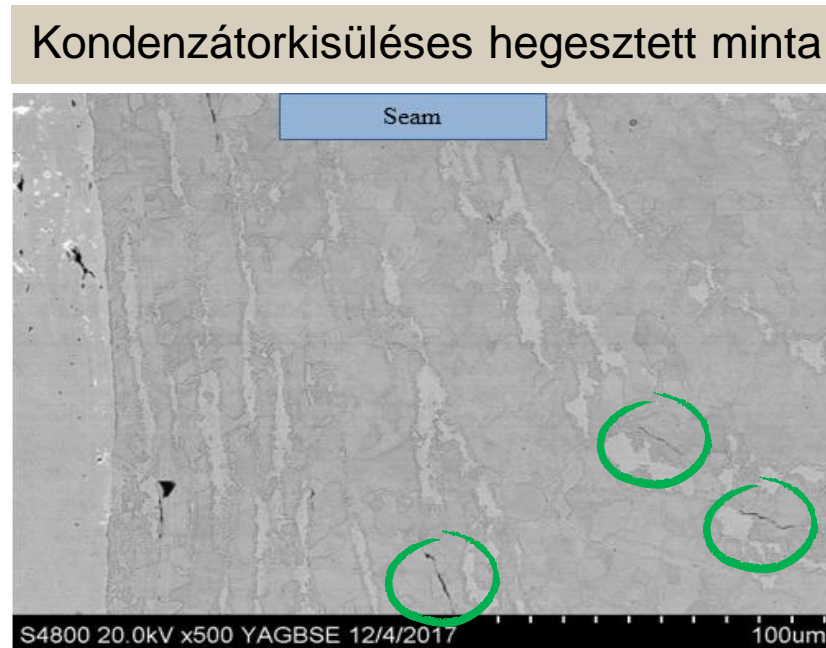 Kondenzátorkisüléses hegesztett minta
Seam
S4800 20.0kV x500 YAGBSE 12/4/2017 100um